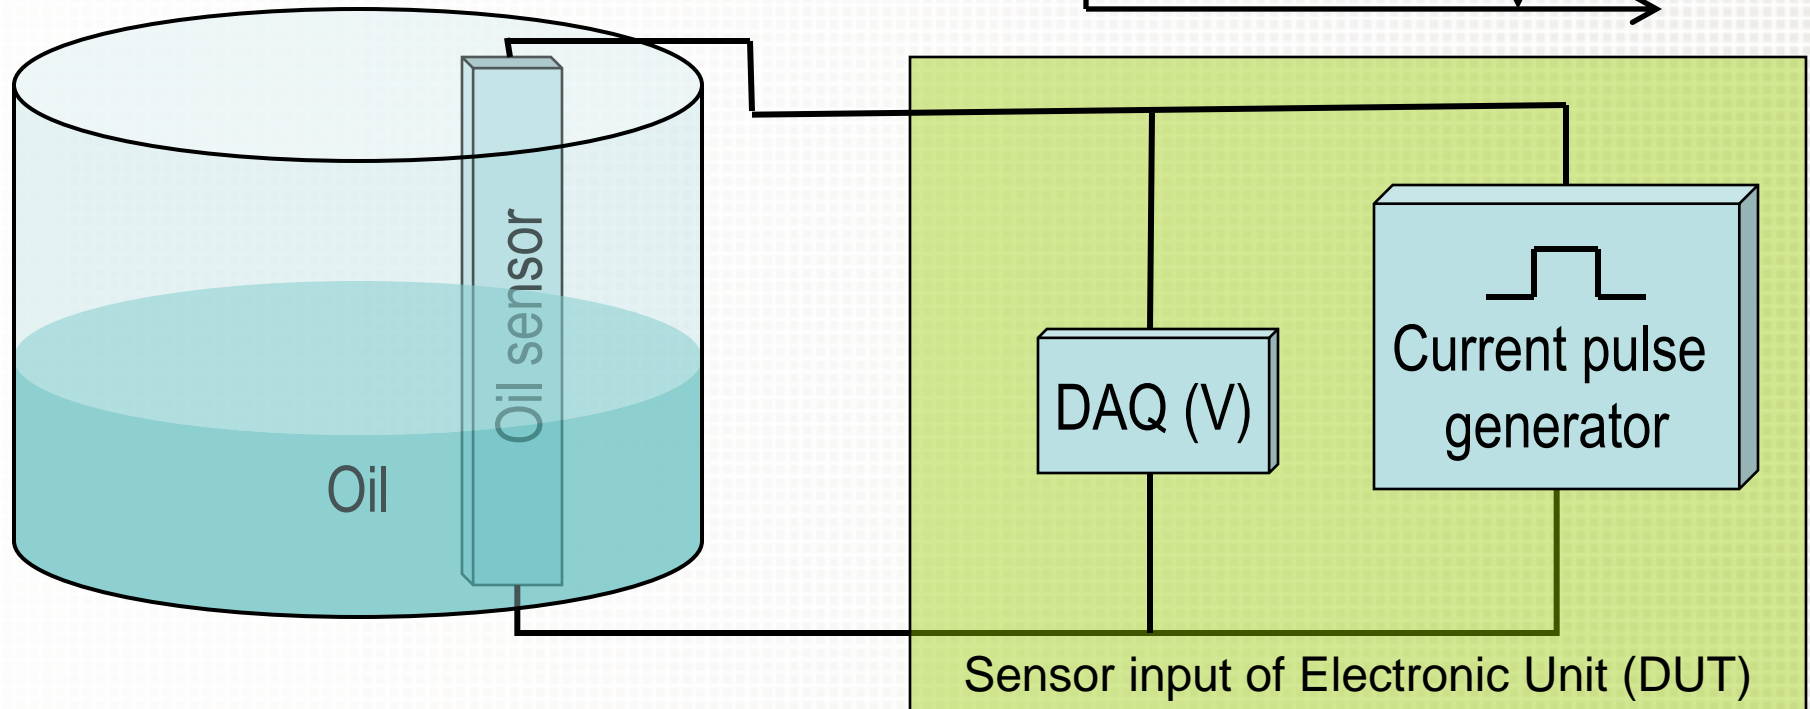 Oil sensor
Oil
DAQ (V)
Current pulse
generator
Sensor input of Electronic Unit (DUT)